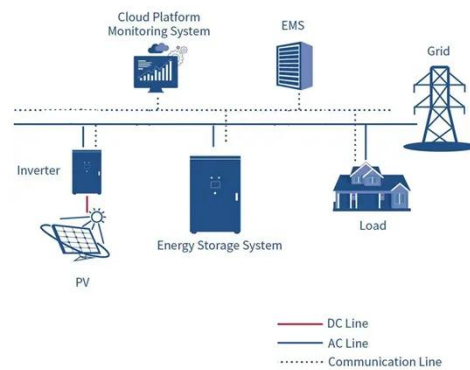 Cloud Platform
Monitoring System
EMS
Grid
Inverter
Energy Storage System
Load
PV
DC Line
AC Line
Communication Line